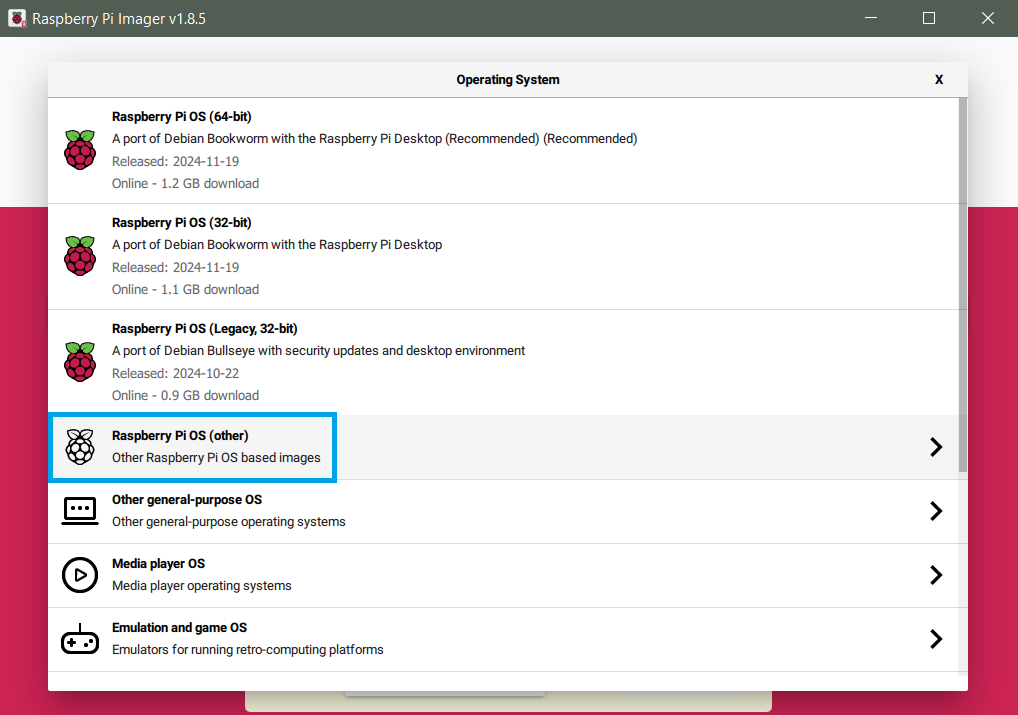 Raspberry Pi Imager v1.8.5
Operating System
X
Raspberry Pi OS (64-bit)
A port of Debian Bookworm with the Raspberry Pi Desktop (Recommended) (Recommended)
Released: 2024-11-19
Online - 1.2 GB download
Raspberry Pi OS (32-bit)
A port of Debian Bookworm with the Raspberry Pi Desktop
Released: 2024-11-19
Online - 1.1 GB download
Raspberry Pi OS (Legacy, 32-bit)
A port of Debian Bullseye with security updates and desktop environment
Released: 2024-10-22
Online - 0.9 GB download
Raspberry Pi OS (other)
Other Raspberry Pi OS based images
Other general-purpose OS
Other general-purpose operating systems
Media player OS
Media player operating systems
Emulation and game OS
Emulators for running retro-computing platforms